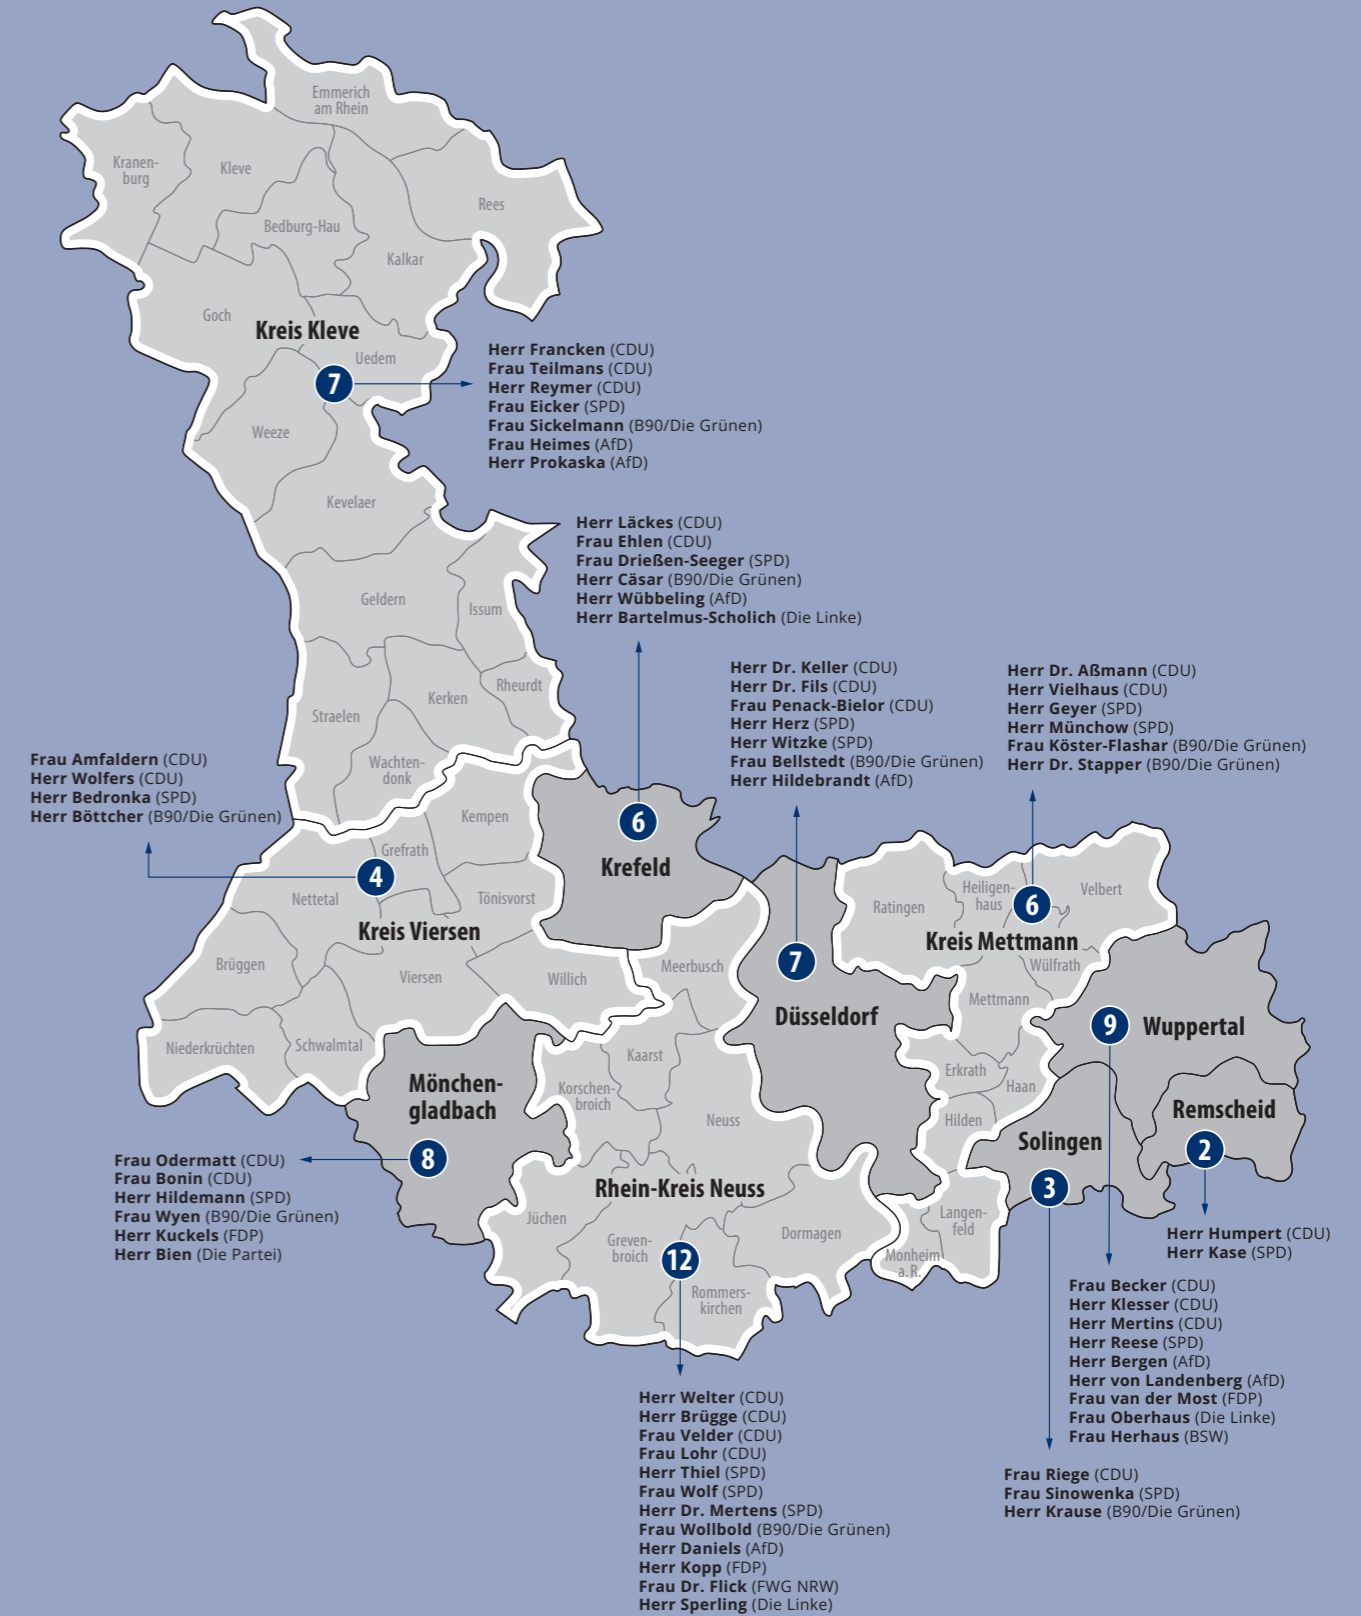 Emmerich
am Rhein
Kranen-
burg
Kleve
Rees
Bedburg-Hau
Kalkar
Goch
Kreis Kleve
Uedem
7
Herr Francken (CDU)
Frau Teilmans (CDU)
Herr Reymer (CDU)
Frau Eicker (SPD)
Frau Sickelmann (B90/Die Grünen)
Frau Heimes (AfD)
Herr Prokaska (AfD)
Weeze
Kevelaer
Geldern
Issum
Kerken
Rheurdt
Straelen
Wachten-
donk
Herr Läckes (CDU)
Frau Ehlen (CDU)
Frau Drießen-Seeger (SPD)
Herr Cäsar (B90/Die Grünen)
Herr Wübbeling (AfD)
Herr Bartelmus-Scholich (Die Linke)
6
Krefeld
Herr Dr. Keller (CDU)
Herr Dr. Fils (CDU)
Frau Penack-Bielor (CDU)
Herr Herz (SPD)
Herr Witzke (SPD)
Frau Bellstedt (B90/Die Grünen)
Herr Hildebrandt (AfD)
7
Düsseldorf
Herr Dr. Aßmann (CDU)
Herr Vielhaus (CDU)
Herr Geyer (SPD)
Herr Münchow (SPD)
Frau Köster-Flashar (B90/Die Grünen)
Herr Dr. Stapper (B90/Die Grünen)
Ratingen
Heiligen-
haus
6
Velbert
Kreis Mettmann
Wülfrath
Mettmann
Erkrath
Haan
Hilden
Langen-
feld
Monheim
a. R.
Frau Amfaldern (CDU)
Herr Wolfers (CDU)
Herr Bedronka (SPD)
Herr Böttcher (B90/Die Grünen)
Kempen
Grefrath
4
Nettetal
Tönisvorst
Kreis Viersen
Brüggen
Viersen
Willich
Niederkrüchten
Schwalmtal
Mönchen-
gladbach
8
Frau Odermatt (CDU)
Frau Bonin (CDU)
Herr Hildemann (SPD)
Frau Wyen (B90/Die Grünen)
Herr Kuckels (FDP)
Herr Bien (Die Partei)
Meerbusch
Kaarst
Korschen-
broich
Neuss
Rhein-Kreis Neuss
Jüchen
Greven-
broich
12
Dormagen
Rommers-
kirchen
Herr Welter (CDU)
Herr Brügge (CDU)
Frau Velder (CDU)
Frau Lohr (CDU)
Herr Thiel (SPD)
Frau Wolf (SPD)
Herr Dr. Mertens (SPD)
Frau Wollbold (B90/Die Grünen)
Herr Daniels (AfD)
Herr Kopp (FDP)
Frau Dr. Flick (FWG NRW)
Herr Sperling (Die Linke)
9
Wuppertal
Remscheid
2
Herr Humpert (CDU)
Herr Kase (SPD)
Frau Becker (CDU)
Herr Klesser (CDU)
Herr Mertins (CDU)
Herr Reese (SPD)
Herr Bergen (AfD)
Herr von Landenberg (AfD)
Frau van der Most (FDP)
Frau Oberhaus (Die Linke)
Frau Herhaus (BSW)
Solingen
3
Frau Riege (CDU)
Frau Sinowenka (SPD)
Herr Krause (B90/Die Grünen)